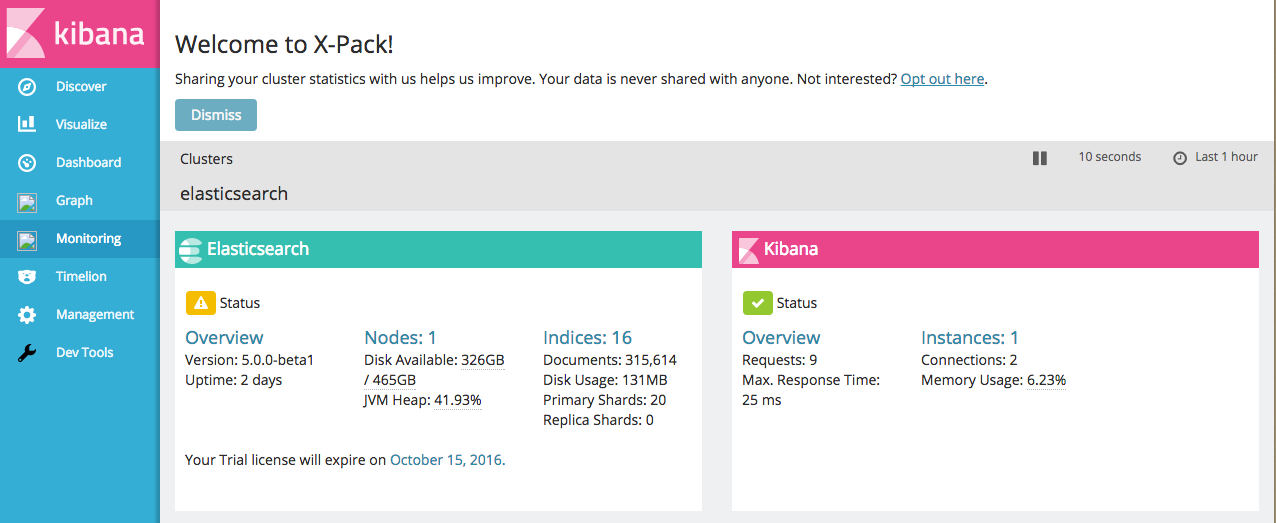 kibana
Discover
Visualize
Dashboard
Graph
Monitoring
Timelion
Management
Dev Tools
Welcome to X-Pack!
Sharing your cluster statistics with us helps us improve. Your data is never shared with anyone. Not interested? Opt out here.
Dismiss
Clusters
10 seconds
Last 1 hour
elasticsearch
Elasticsearch
Status
Overview
Version: 5.0.0-beta1
Uptime: 2 days
Nodes: 1
Disk Available: 326GB
/ 465GB
JVM Heap: 41.93%
Indices: 16
Documents: 315,614
Disk Usage: 131MB
Primary Shards: 20
Replica Shards: 0
Your Trial license will expire on October 15, 2016.
Kibana
Status
Overview
Requests: 9
Max. Response Time:
25 ms
Instances: 1
Connections: 2
Memory Usage: 6.23%